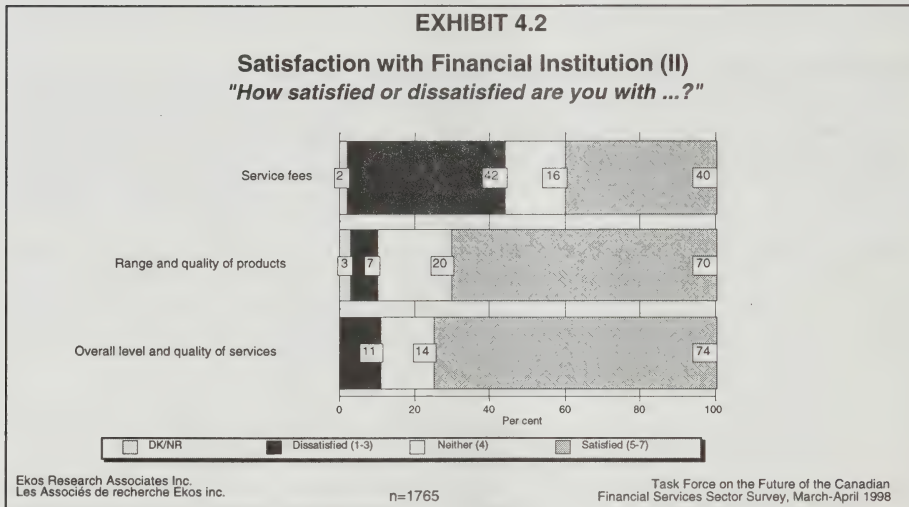 EXHIBIT 4.2
Satisfaction with Financial Institution (II)
"How satisfied or dissatisfied are you with ...?"
Service fees
2 42 16 40
Range and quality of products
3 7 20 70
Overall level and quality of services
11 14 74
0 20 40 60 80 100
Per cent
DK/NR Dissatisfied (1-3) Neither (4) Satisfied (5-7)
Ekos Research Associates Inc.
Les Associés de recherche Ekos inc.
n=1765
Task Force on the Future of the Canadian
Financial Services Sector Survey, March-April 1998